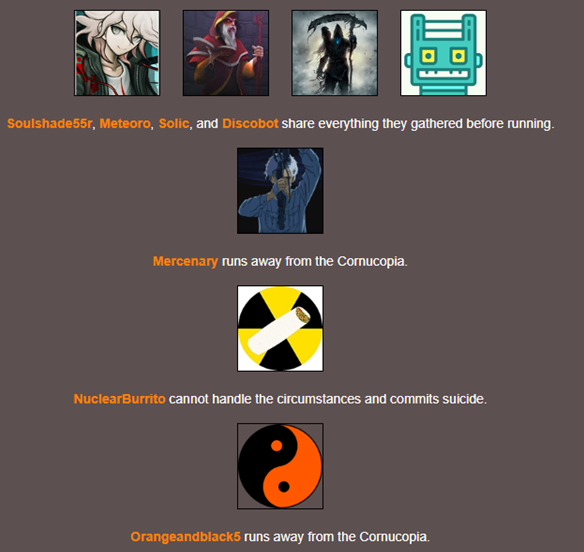 Soulshade55r, Meteoro, Solic, and Discobot share everything they gathered before running.
Mercenary runs away from the Cornucopia.
NuclearBurrito cannot handle the circumstances and commits suicide.
Orangeandblack5 runs away from the Cornucopia.